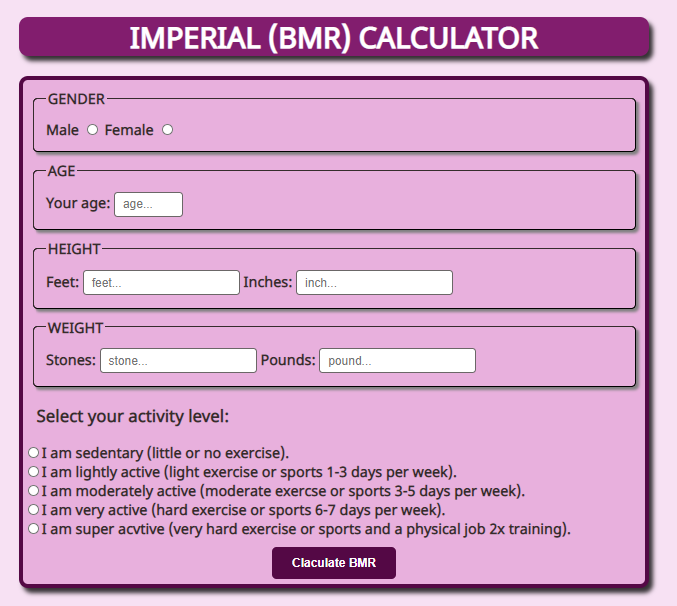 IMPERIAL (BMR) CALCULATOR
GENDER
Male Female
AGE
Your age: age...
HEIGHT
Feet: feet... Inches: inch...
WEIGHT
Stones: stone... Pounds: pound...
Select your activity level:
I am sedentary (little or no exercise).
I am lightly active (light exercise or sports 1-3 days per week).
I am moderately active (moderate exercse or sports 3-5 days per week).
I am very active (hard exercise or sports 6-7 days per week).
I am super acvtive (very hard exercise or sports and a physical job 2x training).
Claculate BMR